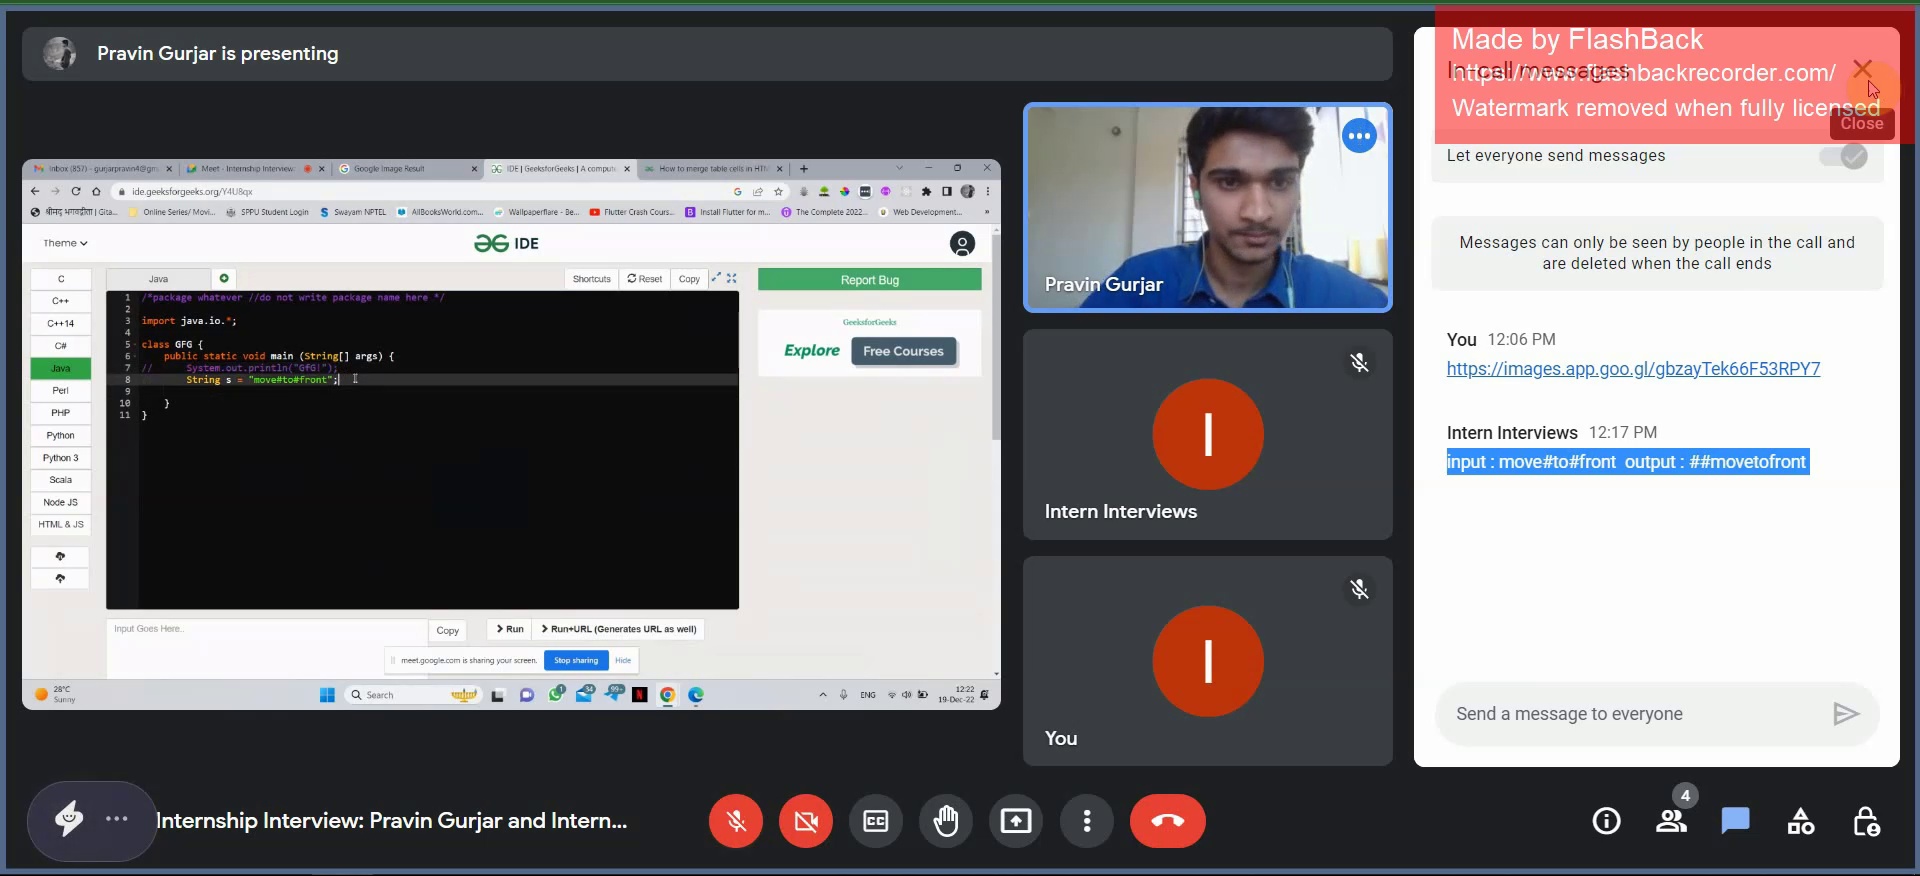 Pravin Gurjar is presenting
Made by FlashBack
https://www.flashbackrecorder.com/
In-call messages
Watermark removed when fully licensed
Close
Let everyone send messages
Messages can only be seen by people in the call and
are deleted when the call ends
You 12:06 PM
https://images.app.goo.gl/gbzayTek66F53RPY7
Intern Interviews 12:17 PM
input : move#to#front output : ##movetofront
Send a message to everyone
Inbox (857) - gurjarpravin4@gm
Meet - Internship Interview:
Google Image Result
IDE | GeeksforGeeks | A comput
How to merge table cells in HTM
ide.geeksforgeeks.org/Y4U8qx
श्रीमद् भगवद्गीता | Gita...
Online Series/ Movi...
SPPU Student Login
Swayam NPTEL
AllBooksWorld.com...
Wallpaperflare - Be...
Flutter Crash Cours...
Install Flutter for m...
The Complete 2022...
Web Development...
»
Theme
IDE
C
C++
C++14
C#
Java
Perl
PHP
Python
Python 3
Scala
Node JS
HTML & JS
Java
Shortcuts
Reset
Copy
1 /*package whatever //do not write package name here */
2
3 import java.io.*;
4
5 class GFG {
6 public static void main (String[] args) {
7 // System.out.println("GfG!");
8 String s = "move#to#front";
9
10 }
11 }
Report Bug
GeeksforGeeks
Explore Free Courses
Input Goes Here..
Copy
Run
Run+URL (Generates URL as well)
meet.google.com is sharing your screen.
Stop sharing
Hide
28°C
Sunny
Search
1
34
99+
N
ENG
12:22
19-Dec-22
Pravin Gurjar
I
Intern Interviews
I
You
Internship Interview: Pravin Gurjar and Intern...
4